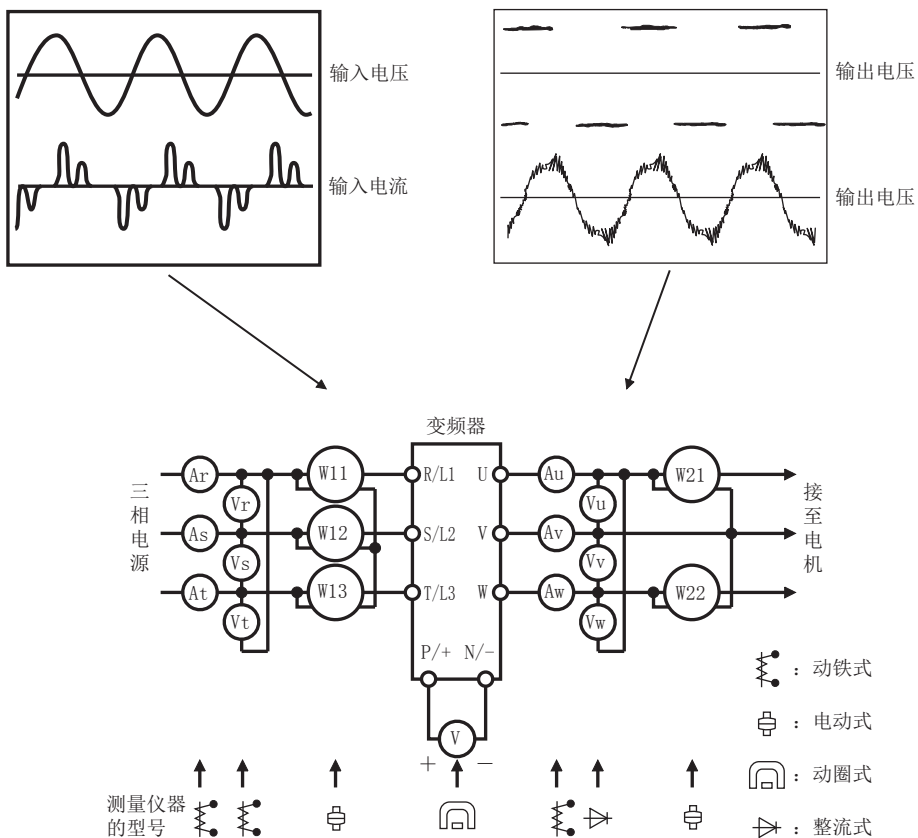 输入电压
输入电流
输出电压
输出电压
变频器
三相电源
Ar
Vr
As
Vs
At
Vt
W11
W12
W13
R/L1
S/L2
T/L3
U
V
W
P/+
N/-
Au
Vu
Av
Vv
Aw
Vw
W21
W22
接至电机
V
+
-
测量仪器
的型号
:动铁式
:电动式
:动圈式
:整流式